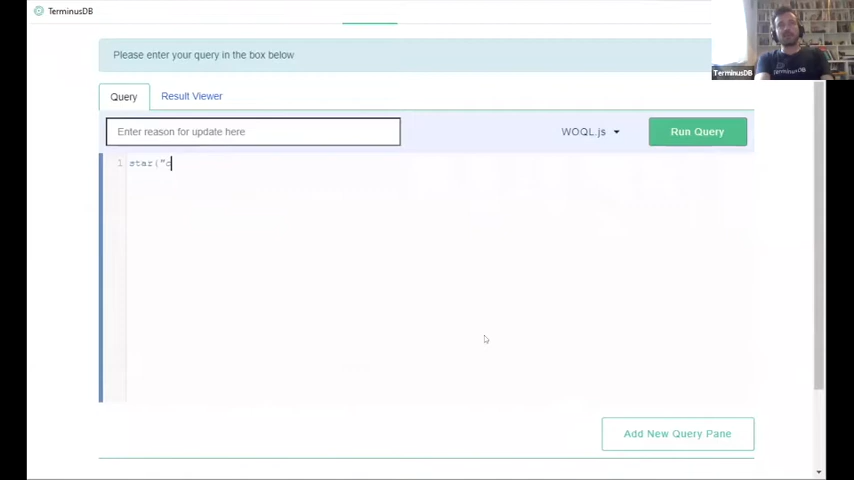 TerminusDB
Please enter your query in the box below
TerminusDB
TerminusDB
Query
Result Viewer
Enter reason for update here
WOQL.js
Run Query
1
star("c
Add New Query Pane